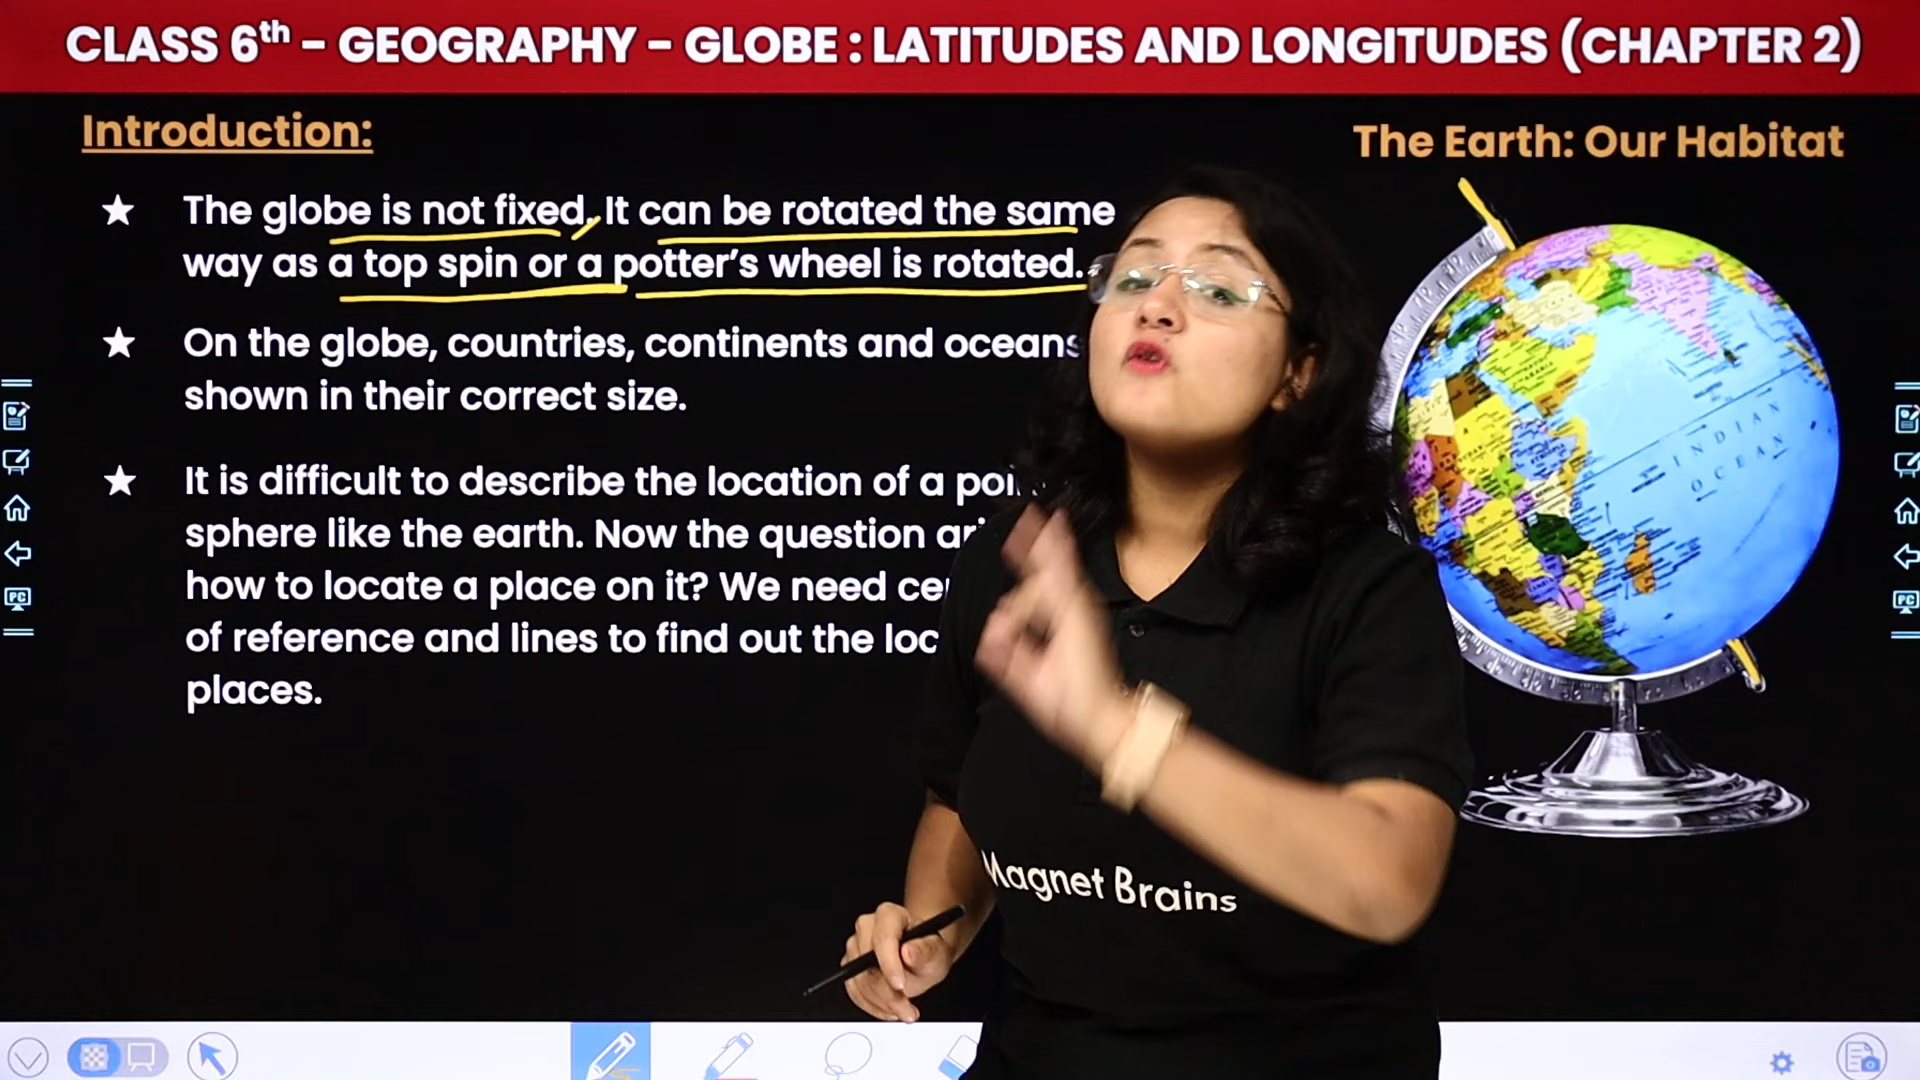 CLASS 6th - GEOGRAPHY - GLOBE : LATITUDES AND LONGITUDES (CHAPTER 2)
Introduction:
The Earth: Our Habitat
★ The globe is not fixed. It can be rotated the same
way as a top spin or a potter's wheel is rotated.
★ On the globe, countries, continents and oceans
shown in their correct size.
★ It is difficult to describe the location of a
sphere like the earth. Now the question
how to locate a place on it? We need
of reference and lines to find out the
places.
INDIAN
OCEAN
Magnet Brains
PC
PC